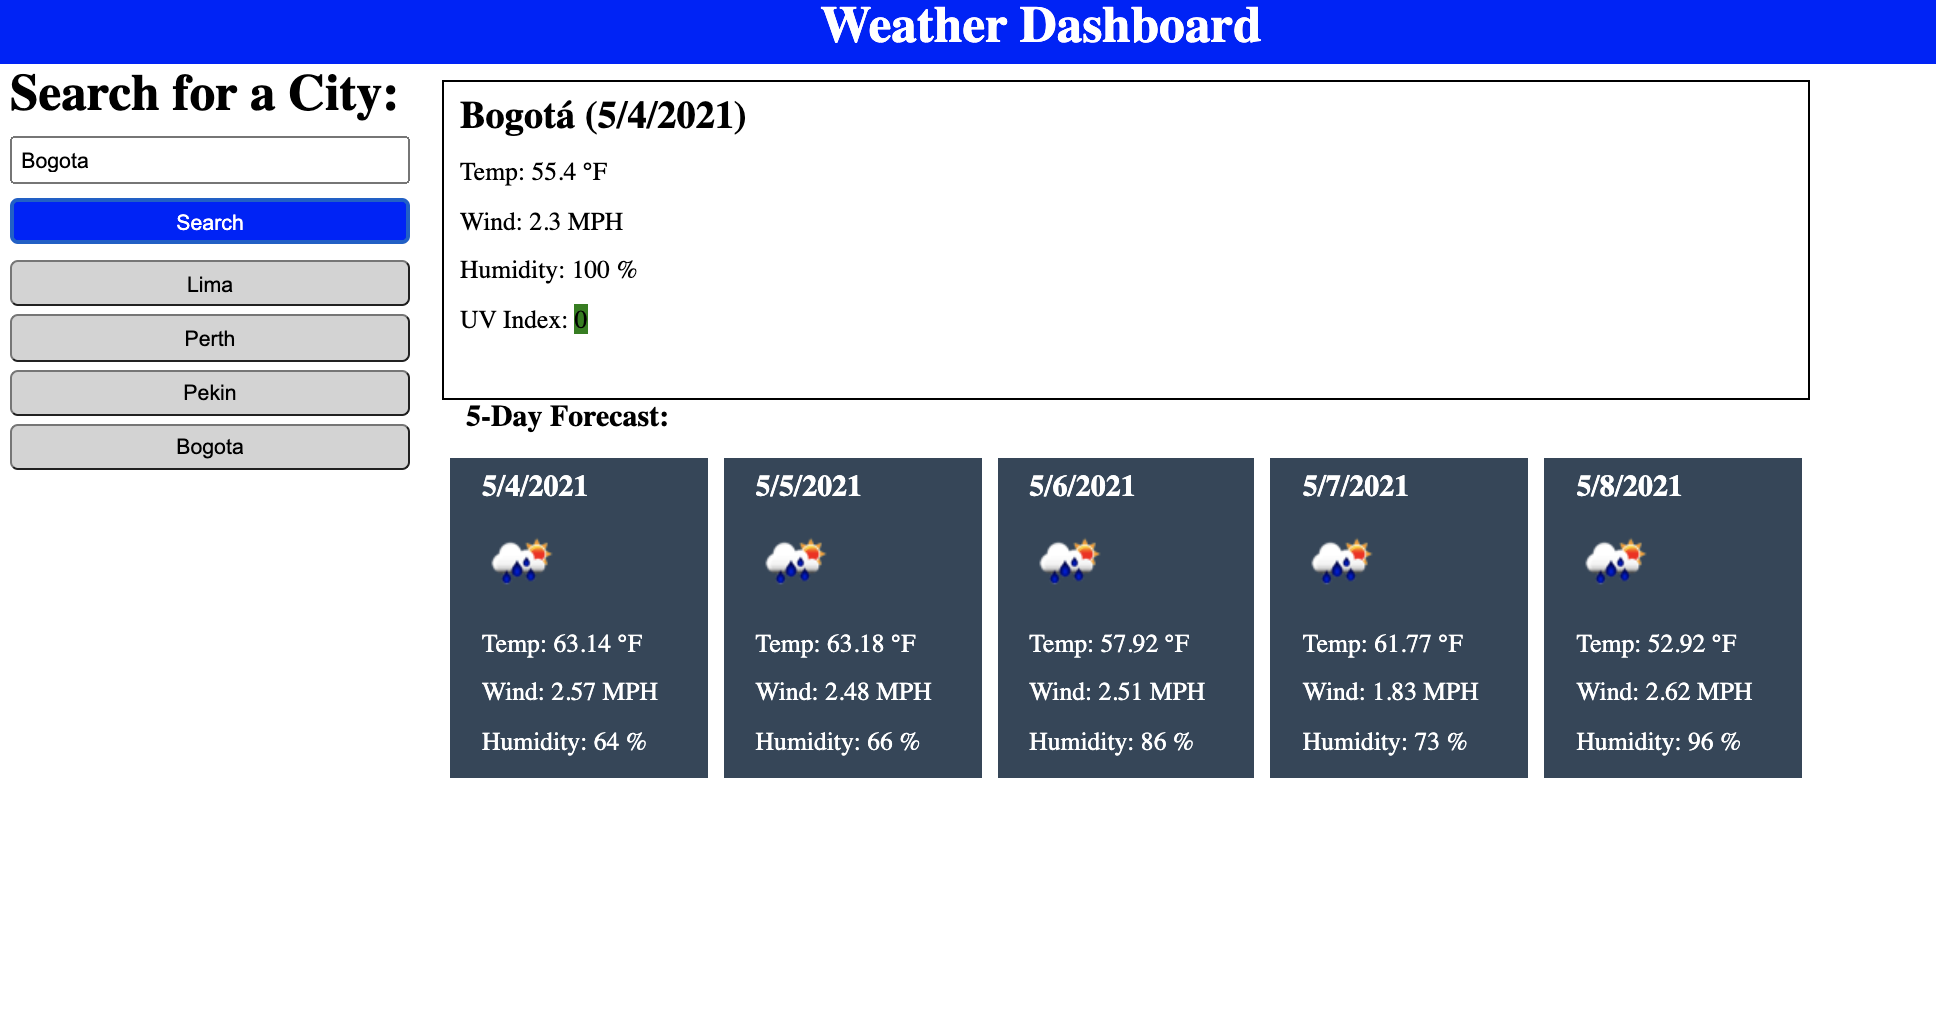 Weather Dashboard
Search for a City:
Bogota
Search
Lima
Perth
Pekin
Bogota
Bogotá (5/4/2021)
Temp: 55.4 °F
Wind: 2.3 MPH
Humidity: 100 %
UV Index: 0
5-Day Forecast:
5/4/2021
Temp: 63.14 °F
Wind: 2.57 MPH
Humidity: 64 %
5/5/2021
Temp: 63.18 °F
Wind: 2.48 MPH
Humidity: 66 %
5/6/2021
Temp: 57.92 °F
Wind: 2.51 MPH
Humidity: 86 %
5/7/2021
Temp: 61.77 °F
Wind: 1.83 MPH
Humidity: 73 %
5/8/2021
Temp: 52.92 °F
Wind: 2.62 MPH
Humidity: 96 %